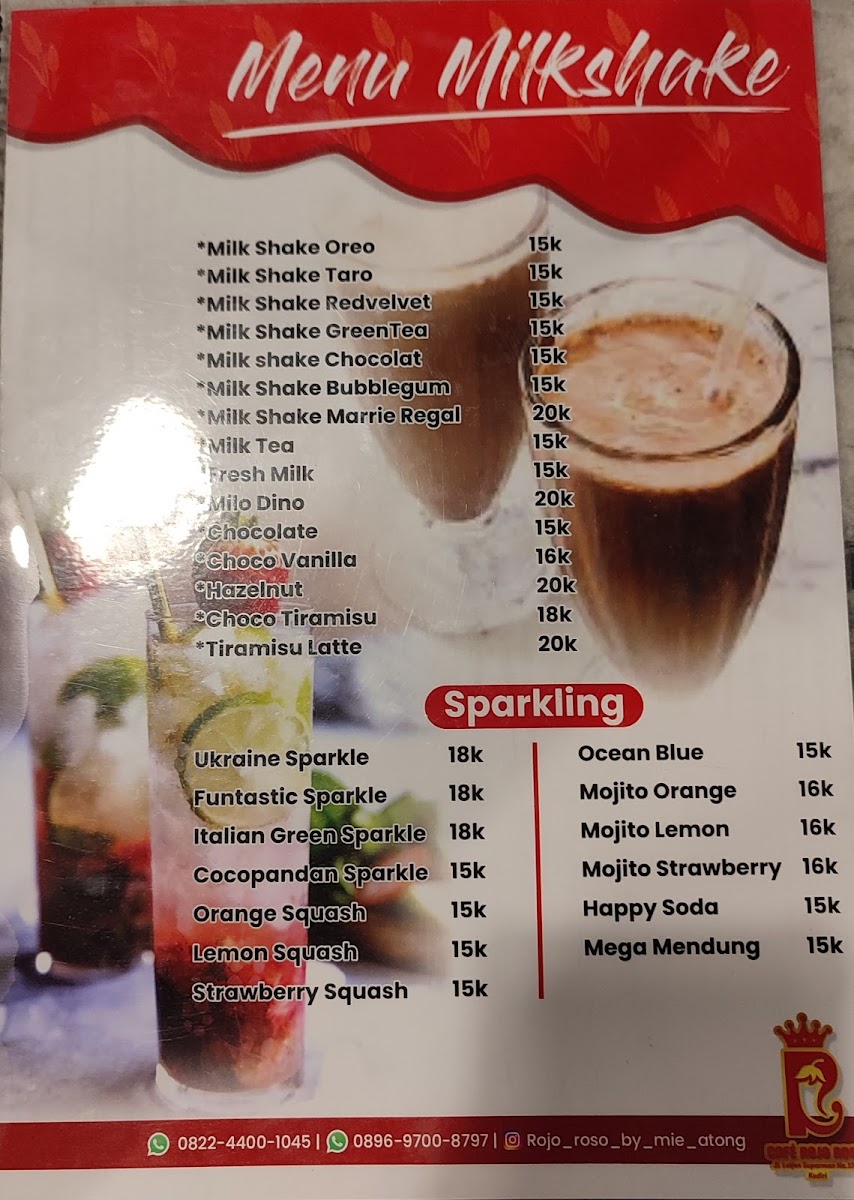 Menu Milkshake
*Milk Shake Oreo 15k
*Milk Shake Taro 15k
*Milk Shake Redvelvet 15k
*Milk Shake GreenTea 15k
*Milk shake Chocolat 15k
*Milk Shake Bubblegum 15k
*Milk Shake Marrie Regal 20k
*Milk Tea 15k
*Fresh Milk 15k
*Milo Dino 20k
*Chocolate 15k
*Choco Vanilla 16k
*Hazelnut 20k
*Choco Tiramisu 18k
*Tiramisu Latte 20k
Sparkling
Ukraine Sparkle 18k
Funtastic Sparkle 18k
Italian Green Sparkle 18k
Cocopandan Sparkle 15k
Orange Squash 15k
Lemon Squash 15k
Strawberry Squash 15k
Ocean Blue 15k
Mojito Orange 16k
Mojito Lemon 16k
Mojito Strawberry 16k
Happy Soda 15k
Mega Mendung 15k
0822-4400-1045 | 0896-9700-8797 | Rojo_roso_by_mie_atong
CAFÉ ROJO
Kediri